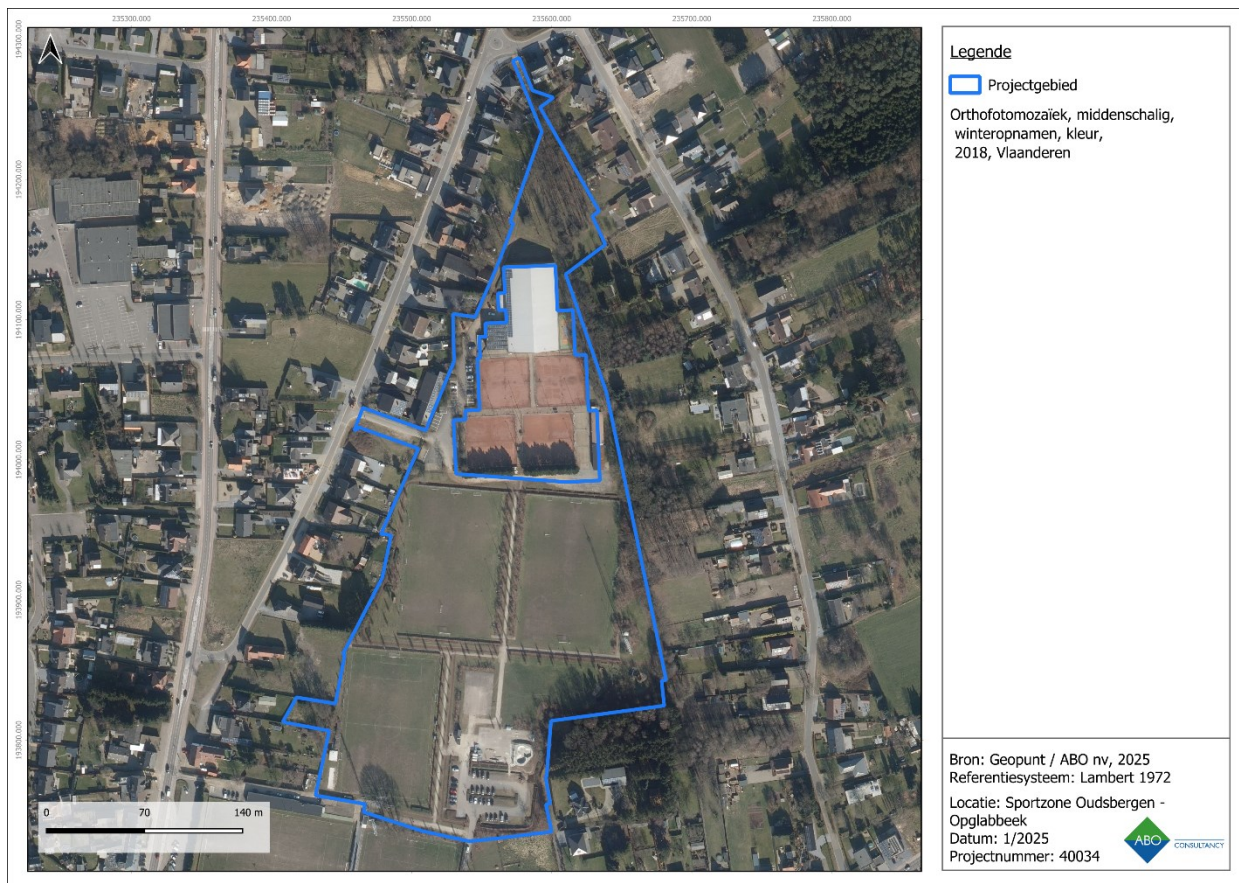 235300.000
235400.000
235500.000
235600.000
235700.000
235800.000
194300.000
194200.000
194100.000
194000.000
193900.000
193800.000
0 70 140 m
Legende
Projectgebied
Orthofotomozaïek, middenschalig,
winteropnamen, kleur,
2018, Vlaanderen
Bron: Geopunt / ABO nv, 2025
Referentiesysteem: Lambert 1972
Locatie: Sportzone Oudsbergen -
Opglabbeek
Datum: 1/2025
Projectnummer: 40034
ABO CONSULTANCY